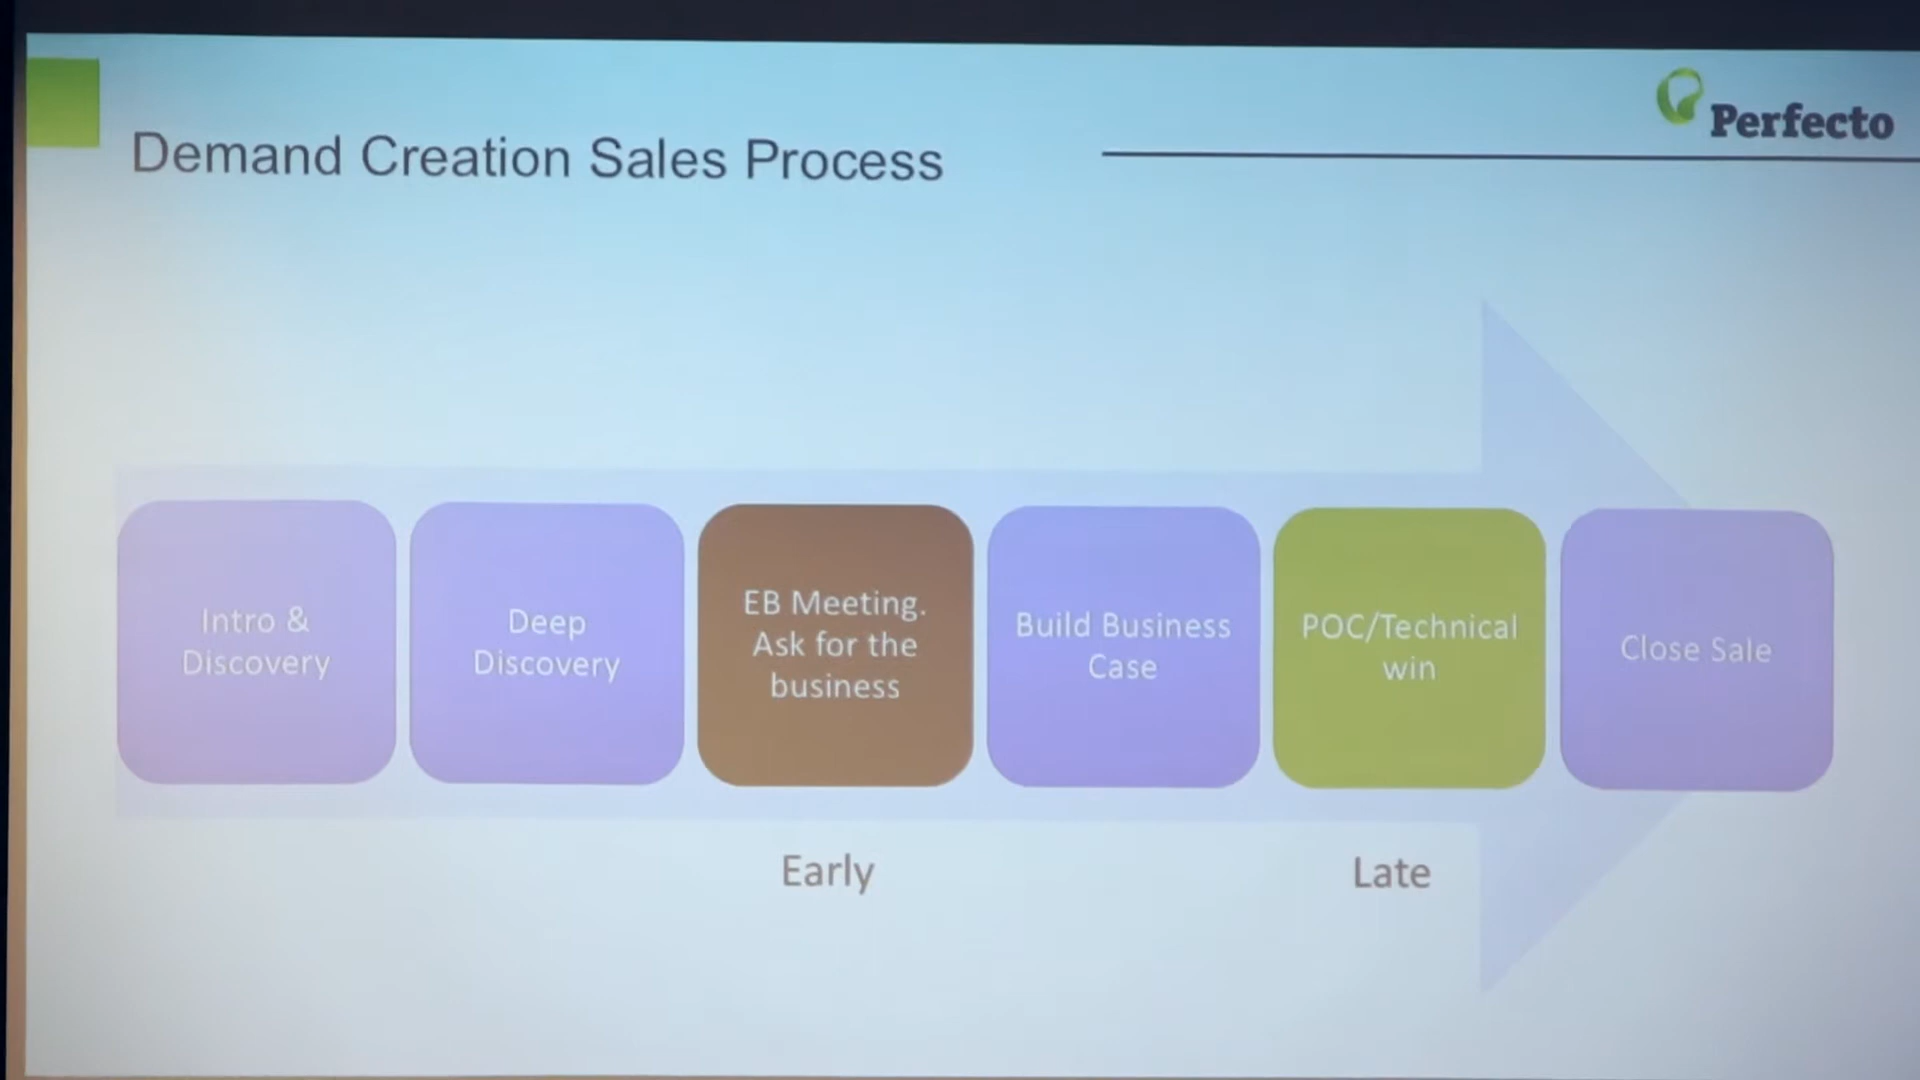 Perfecto
Demand Creation Sales Process
Intro &
Discovery
Deep
Discovery
EB Meeting.
Ask for the
business
Build Business
Case
POC/Technical
win
Close Sale
Early
Late